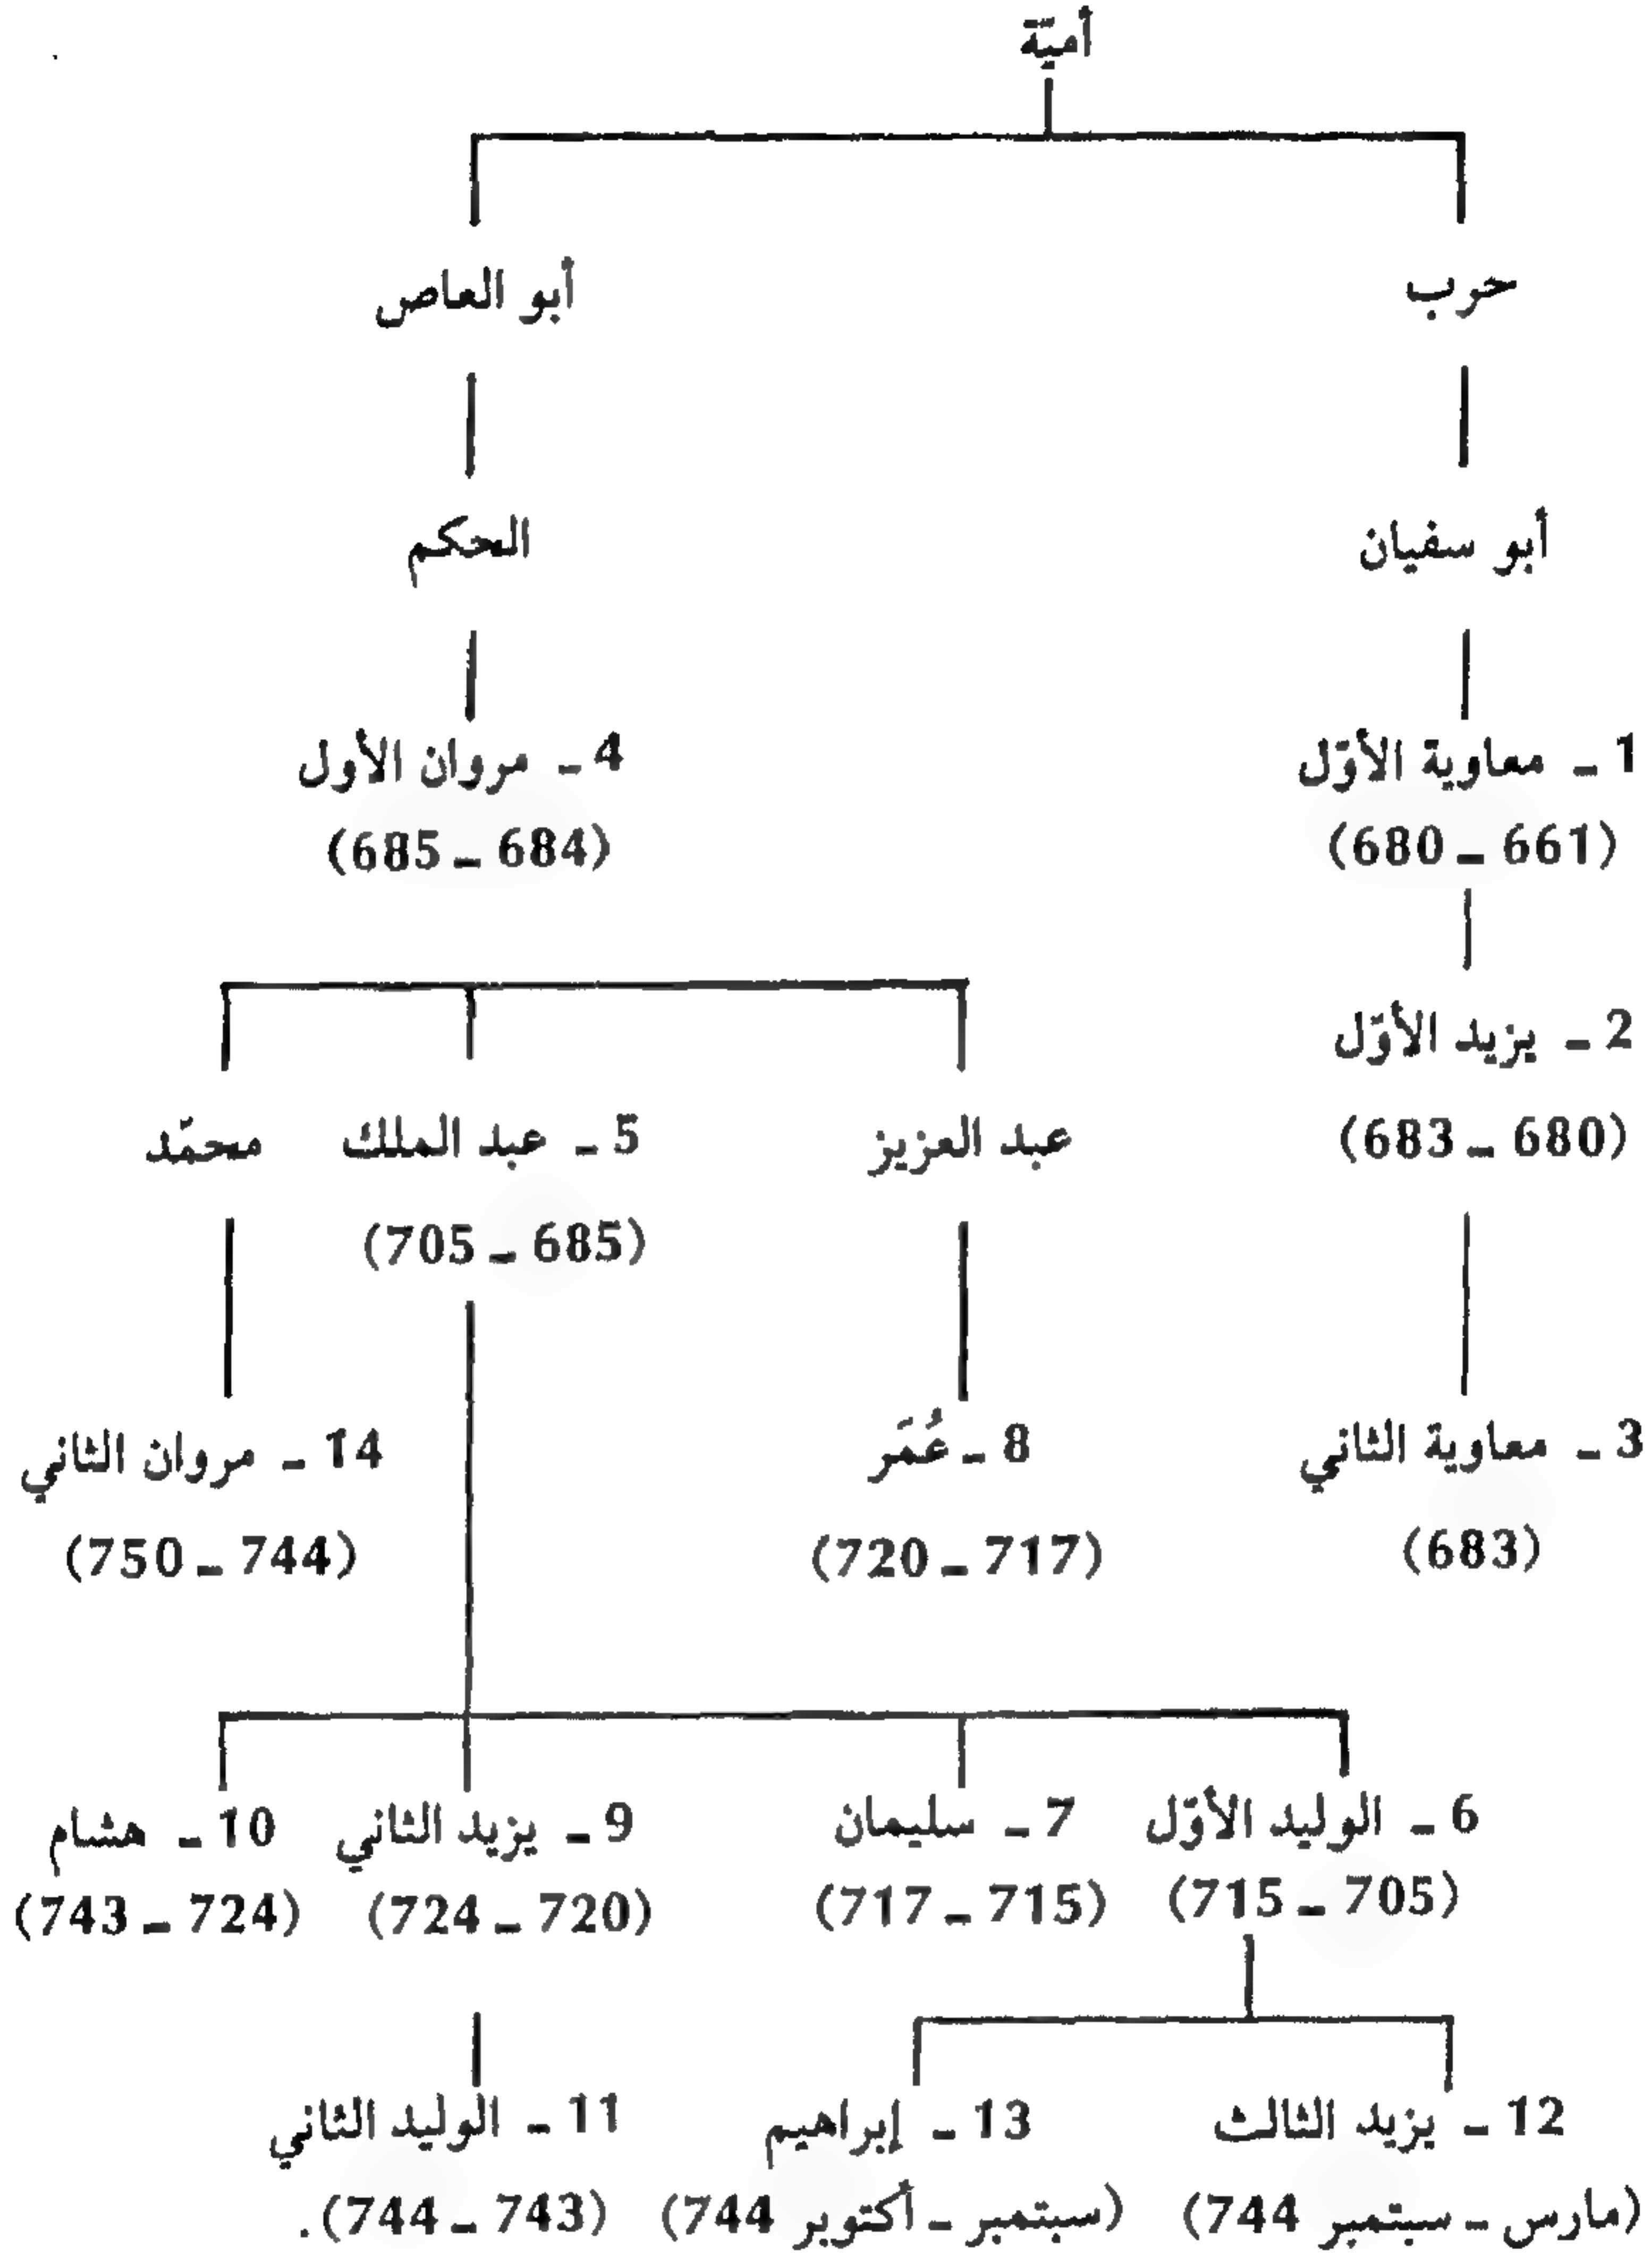 أميّة
حرب
أبو العاص
أبو سفيان
الحكم
1 ـ معاوية الأوّل
(661 ـ 680)
4 ـ مروان الأول
(684 ـ 685)
2 ـ يزيد الأوّل
(680 ـ 683)
عبد العزيز
5 ـ عبد الملك
(685 ـ 705)
محمّد
3 ـ معاوية الثاني
(683)
8 ـ عُمَر
(717 ـ 720)
14 ـ مروان الثاني
(744 ـ 750)
6 ـ الوليد الأوّل
(705 ـ 715)
7 ـ سليمان
(715 ـ 717)
9 ـ يزيد الثاني
(720 ـ 724)
10 ـ هشام
(724 ـ 743)
12 ـ يزيد الثالث
(مارس ـ سبتمبر 744)
13 ـ إبراهيم
(سبتمبر ـ أكتوبر 744)
11 ـ الوليد الثاني
(743 ـ 744).